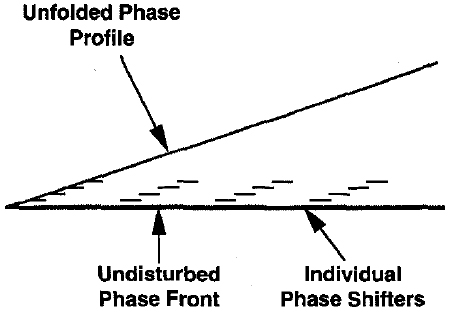 Unfolded Phase
Profile
Undisturbed
Phase Front
Individual
Phase Shifters